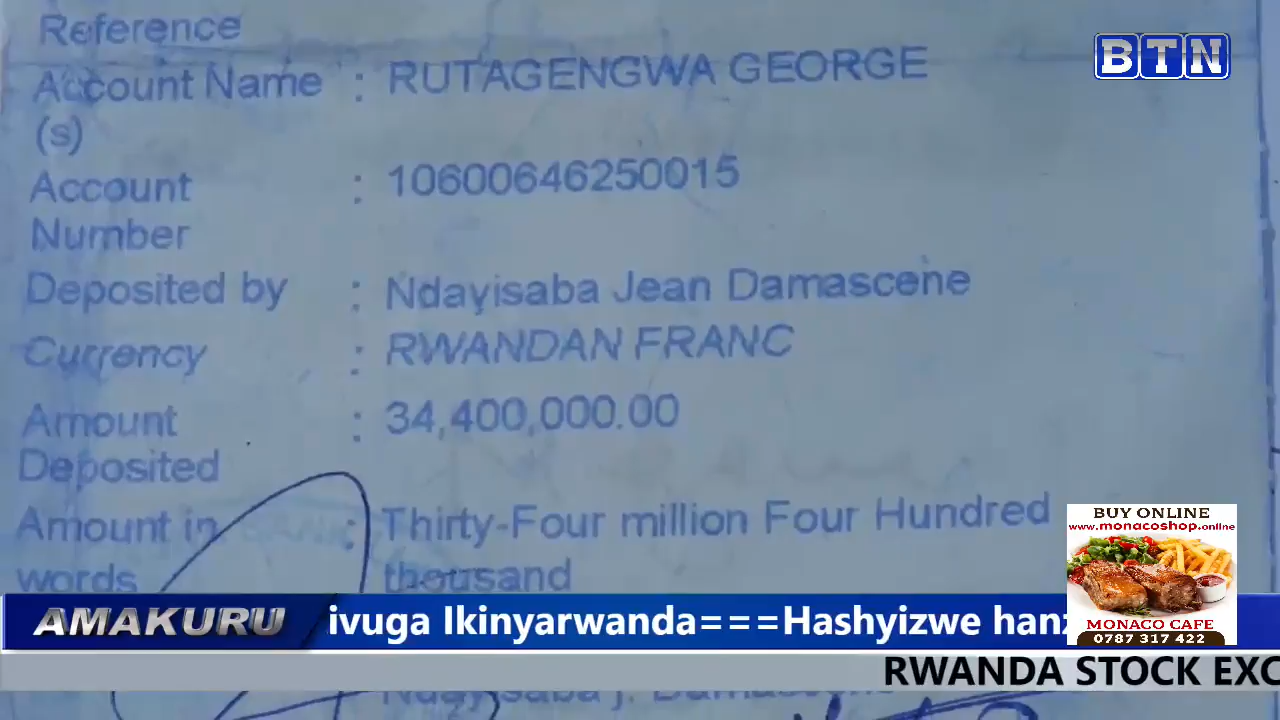 Reference
BTN
Account Name : RUTAGENGWA GEORGE
(s)
Account : 10600646250015
Number
Deposited by : Ndayisaba Jean Damascene
Currency : RWANDAN FRANC
Amount : 34,400,000.00
Deposited
Amount in : Thirty-Four million Four Hundred
words thousand
BUY ONLINE
www.monacoshop.online
MONACO CAFE
0787 317 422
AMAKURU ivuga Ikinyarwanda===Hashyizwe han
RWANDA STOCK EXC
Ndayisaba J. Damascene